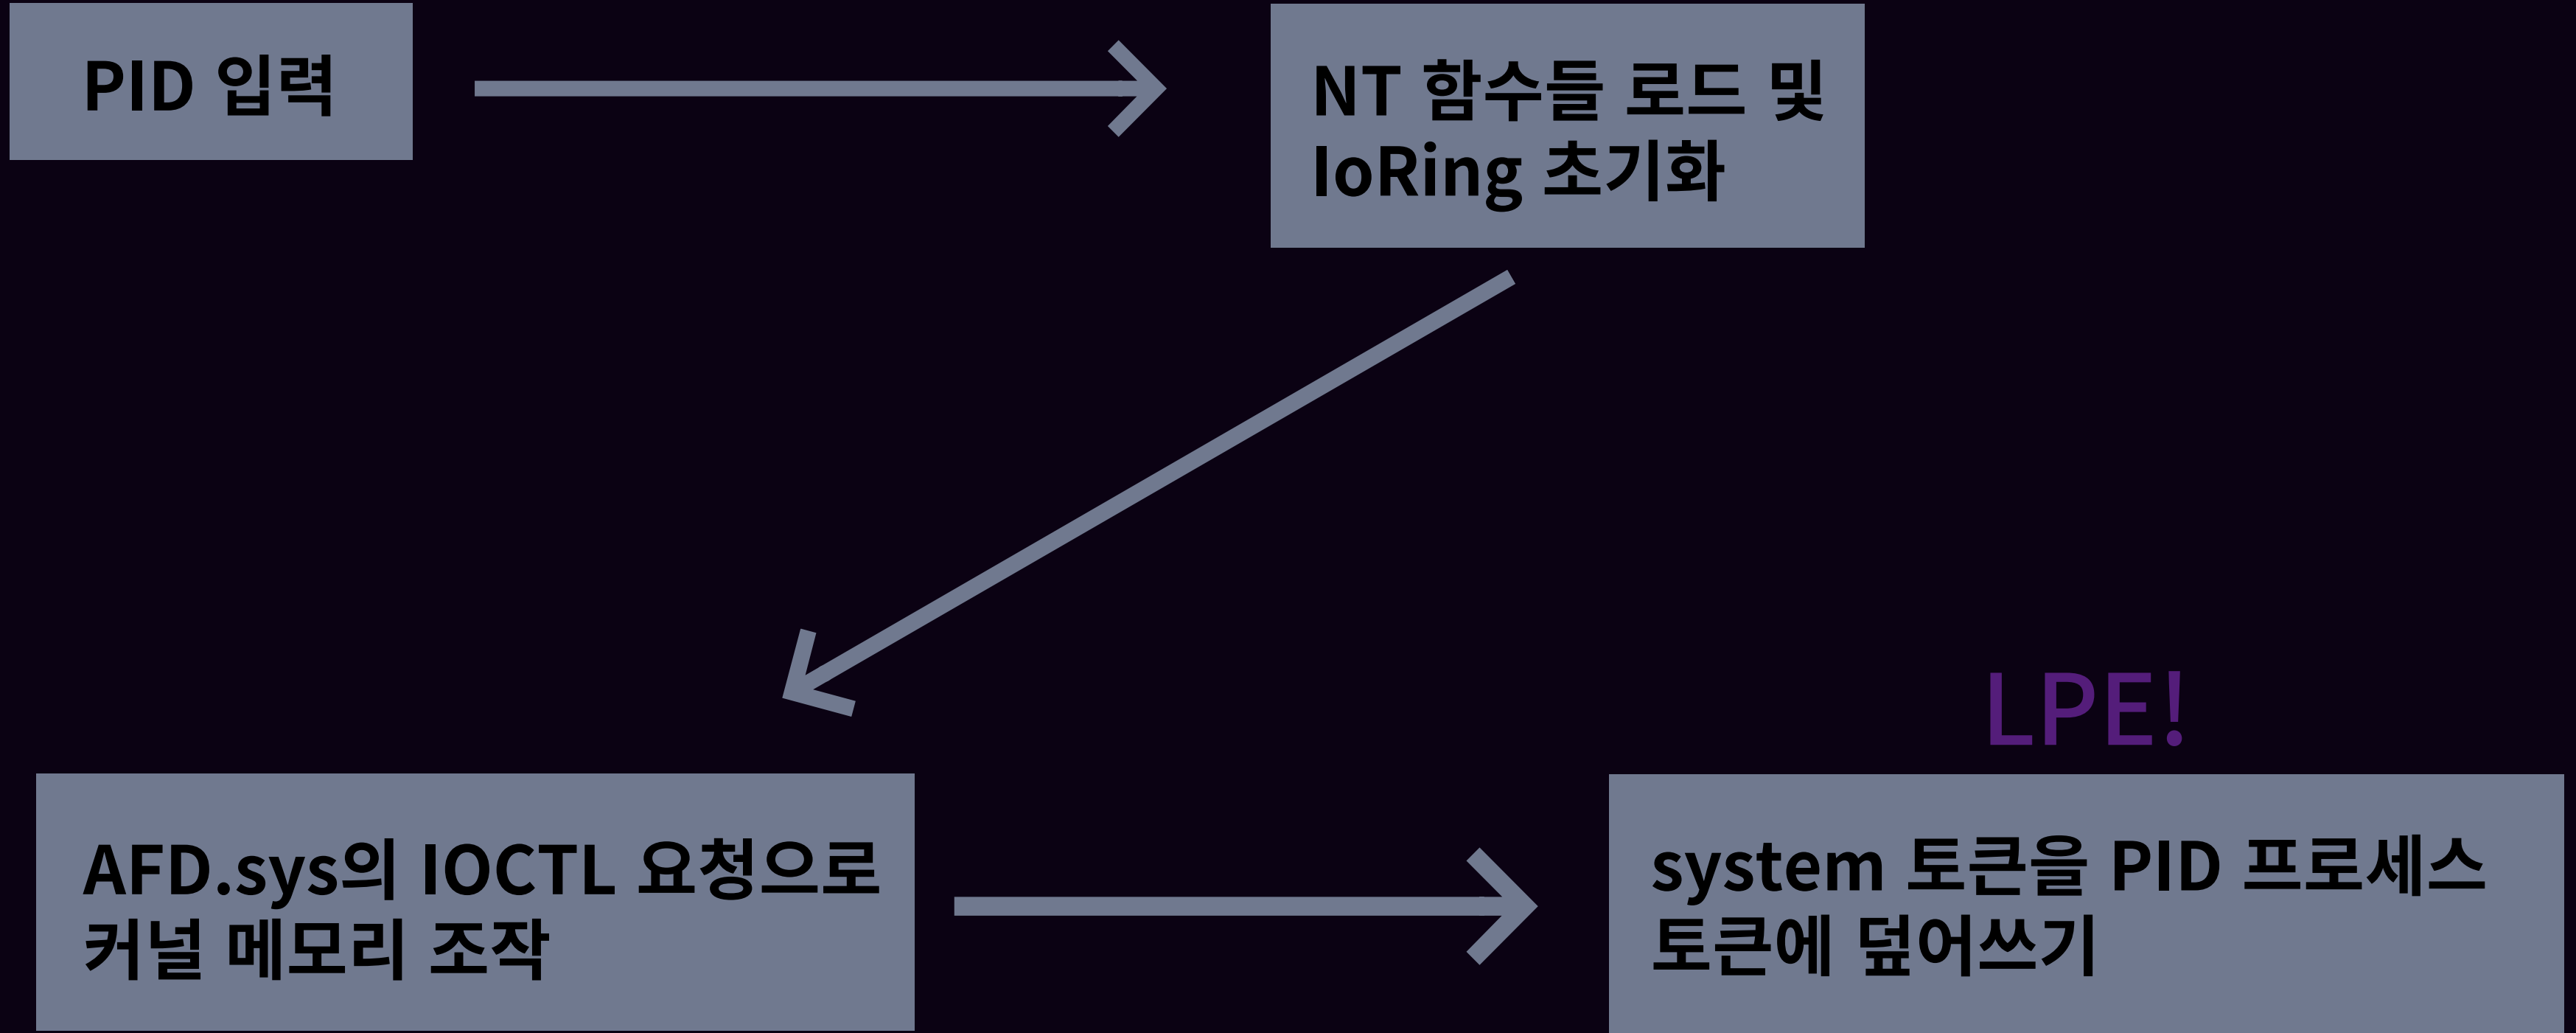 PID 입력
NT 함수들 로드 및
IoRing 초기화
LPE!
AFD.sys의 IOCTL 요청으로
커널 메모리 조작
system 토큰을 PID 프로세스
토큰에 덮어쓰기